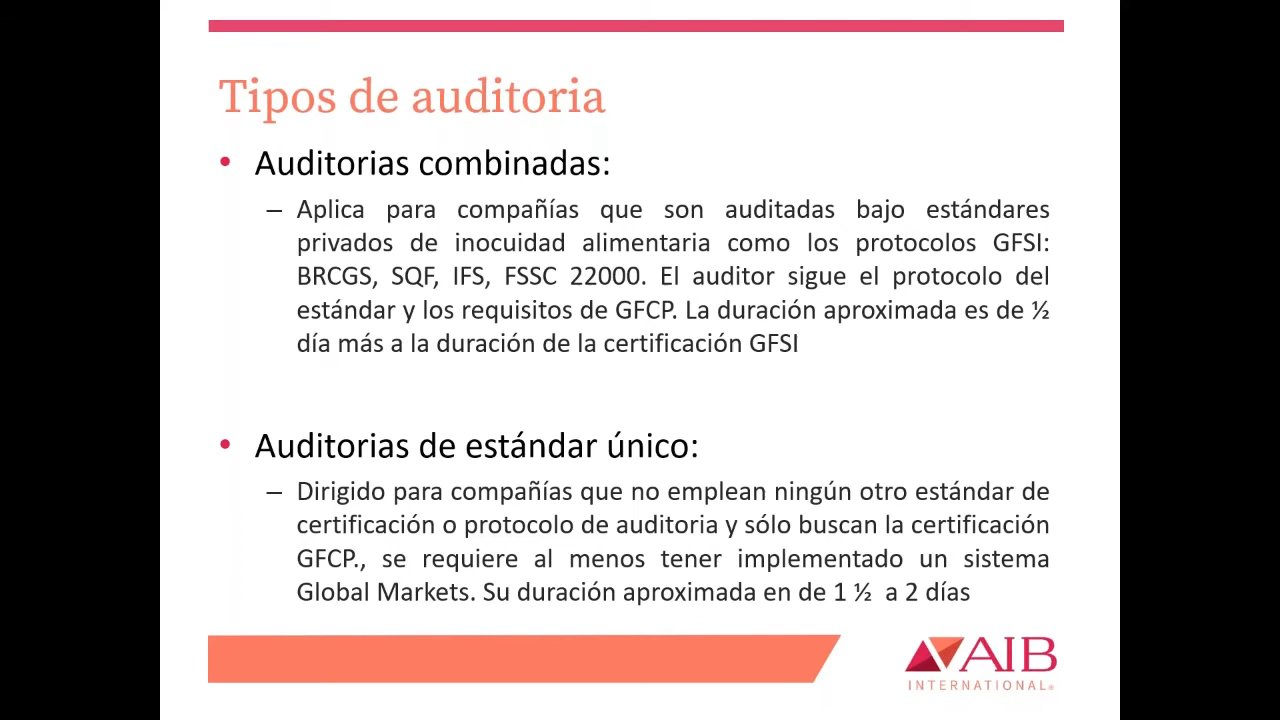 Tipos de auditoria
• Auditorias combinadas:
– Aplica para compañías que son auditadas bajo estándares
privados de inocuidad alimentaria como los protocolos GFSI:
BRCGS, SQF, IFS, FSSC 22000. El auditor sigue el protocolo del
estándar y los requisitos de GFCP. La duración aproximada es de ½
día más a la duración de la certificación GFSI
• Auditorias de estándar único:
– Dirigido para compañías que no emplean ningún otro estándar de
certificación o protocolo de auditoria y sólo buscan la certificación
GFCP., se requiere al menos tener implementado un sistema
Global Markets. Su duración aproximada en de 1 ½  a 2 días
AIB
INTERNATIONAL®